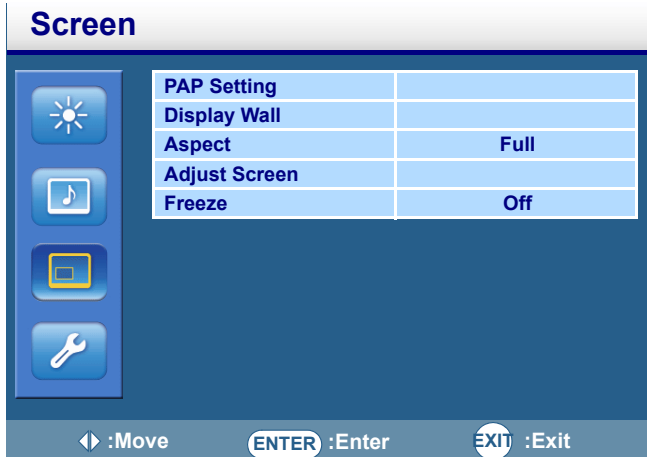 Screen
PAP Setting
Display Wall
Aspect Full
Adjust Screen
Freeze Off
:Move ENTER :Enter EXIT :Exit